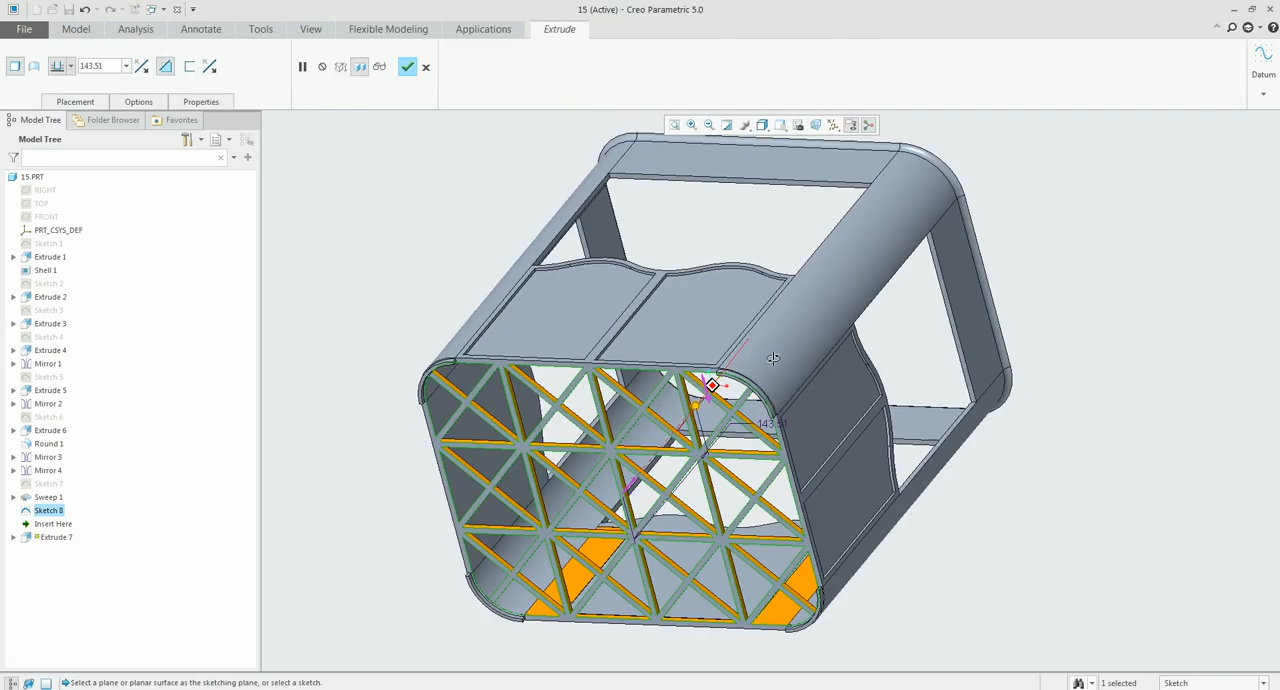 15 (Active) - Creo Parametric 5.0
File Model Analysis Annotate Tools View Flexible Modeling Applications Extrude
143.51
Datum
Placement Options Properties
Model Tree Folder Browser Favorites
Model Tree
15.PRT
RIGHT
TOP
FRONT
PRT_CSYS_DEF
Sketch 1
Extrude 1
Shell 1
Sketch 2
Extrude 2
Sketch 3
Extrude 3
Sketch 4
Extrude 4
Mirror 1
Sketch 5
Extrude 5
Mirror 2
Sketch 6
Extrude 6
Round 1
Mirror 3
Mirror 4
Sketch 7
Sweep 1
Sketch 8
Insert Here
Extrude 7
143.51
Select a plane or planar surface as the sketching plane, or select a sketch.
1 selected
Sketch